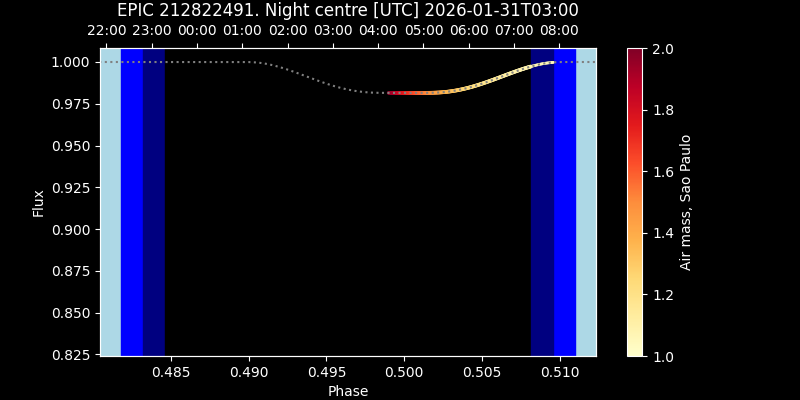 EPIC 212822491. Night centre [UTC] 2026-01-31T03:00
22:00 23:00 00:00 01:00 02:00 03:00 04:00 05:00 06:00 07:00 08:00
1.000
0.975
0.950
0.925
0.900
0.875
0.850
0.825
Flux
0.485 0.490 0.495 0.500 0.505 0.510
Phase
2.0
1.8
1.6
1.4
1.2
1.0
Air mass, Sao Paulo